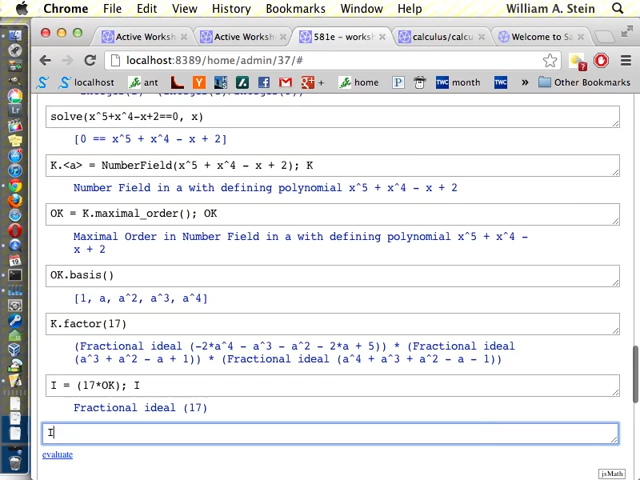 Chrome File Edit View History Bookmarks Window Help William A. Stein
Active Worksh Active Worksh 581e – works calculus/calcu Welcome to Sa
localhost:8389/home/admin/37/#
S localhost ant home TW month TW Other Bookmarks
solve(x^5+x^4-x+2==0, x)
[0 == x^5 + x^4 - x + 2]
K.<a> = NumberField(x^5 + x^4 - x + 2); K
Number Field in a with defining polynomial x^5 + x^4 - x + 2
OK = K.maximal_order(); OK
Maximal Order in Number Field in a with defining polynomial x^5 + x^4 -
x + 2
OK.basis()
[1, a, a^2, a^3, a^4]
K.factor(17)
(Fractional ideal (-2*a^4 - a^3 - a^2 - 2*a + 5)) * (Fractional ideal
(a^3 + a^2 - a + 1)) * (Fractional ideal (a^4 + a^3 + a^2 - a - 1))
I = (17*OK); I
Fractional ideal (17)
I
evaluate
jsMath